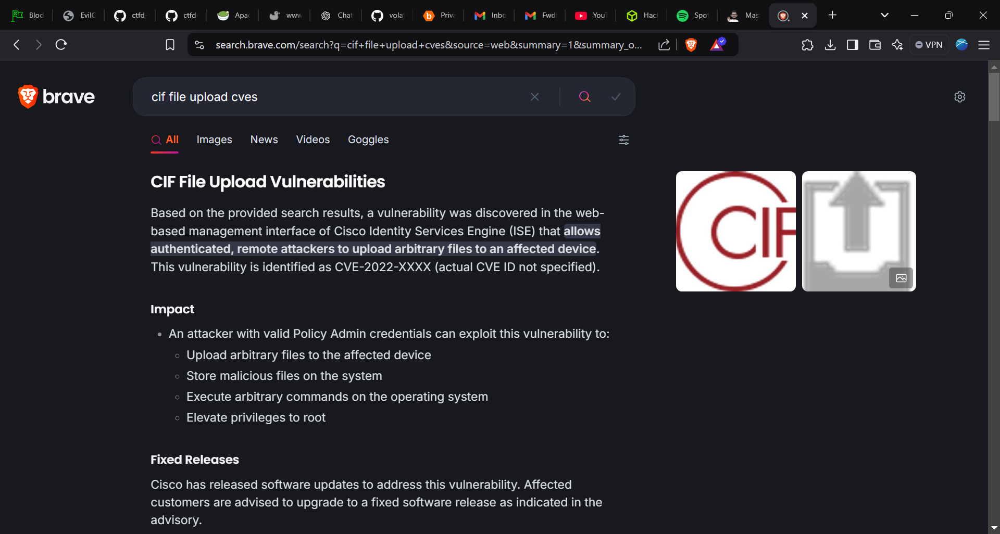 Bloc
EvilC
ctfd-
ctfd-
Apac
www
Chat
volat
Priva
Inbo
Fwd:
YouT
Hack
Spot
Mas
search.brave.com/search?q=cif+file+upload+cves&source=web&summary=1&summary_o...
VPN
brave
cif file upload cves
All
Images
News
Videos
Goggles
CIF File Upload Vulnerabilities
Based on the provided search results, a vulnerability was discovered in the web-
based management interface of Cisco Identity Services Engine (ISE) that allows
authenticated, remote attackers to upload arbitrary files to an affected device.
This vulnerability is identified as CVE-2022-XXXX (actual CVE ID not specified).
CIF
Impact
An attacker with valid Policy Admin credentials can exploit this vulnerability to:
Upload arbitrary files to the affected device
Store malicious files on the system
Execute arbitrary commands on the operating system
Elevate privileges to root
Fixed Releases
Cisco has released software updates to address this vulnerability. Affected
customers are advised to upgrade to a fixed software release as indicated in the
advisory.